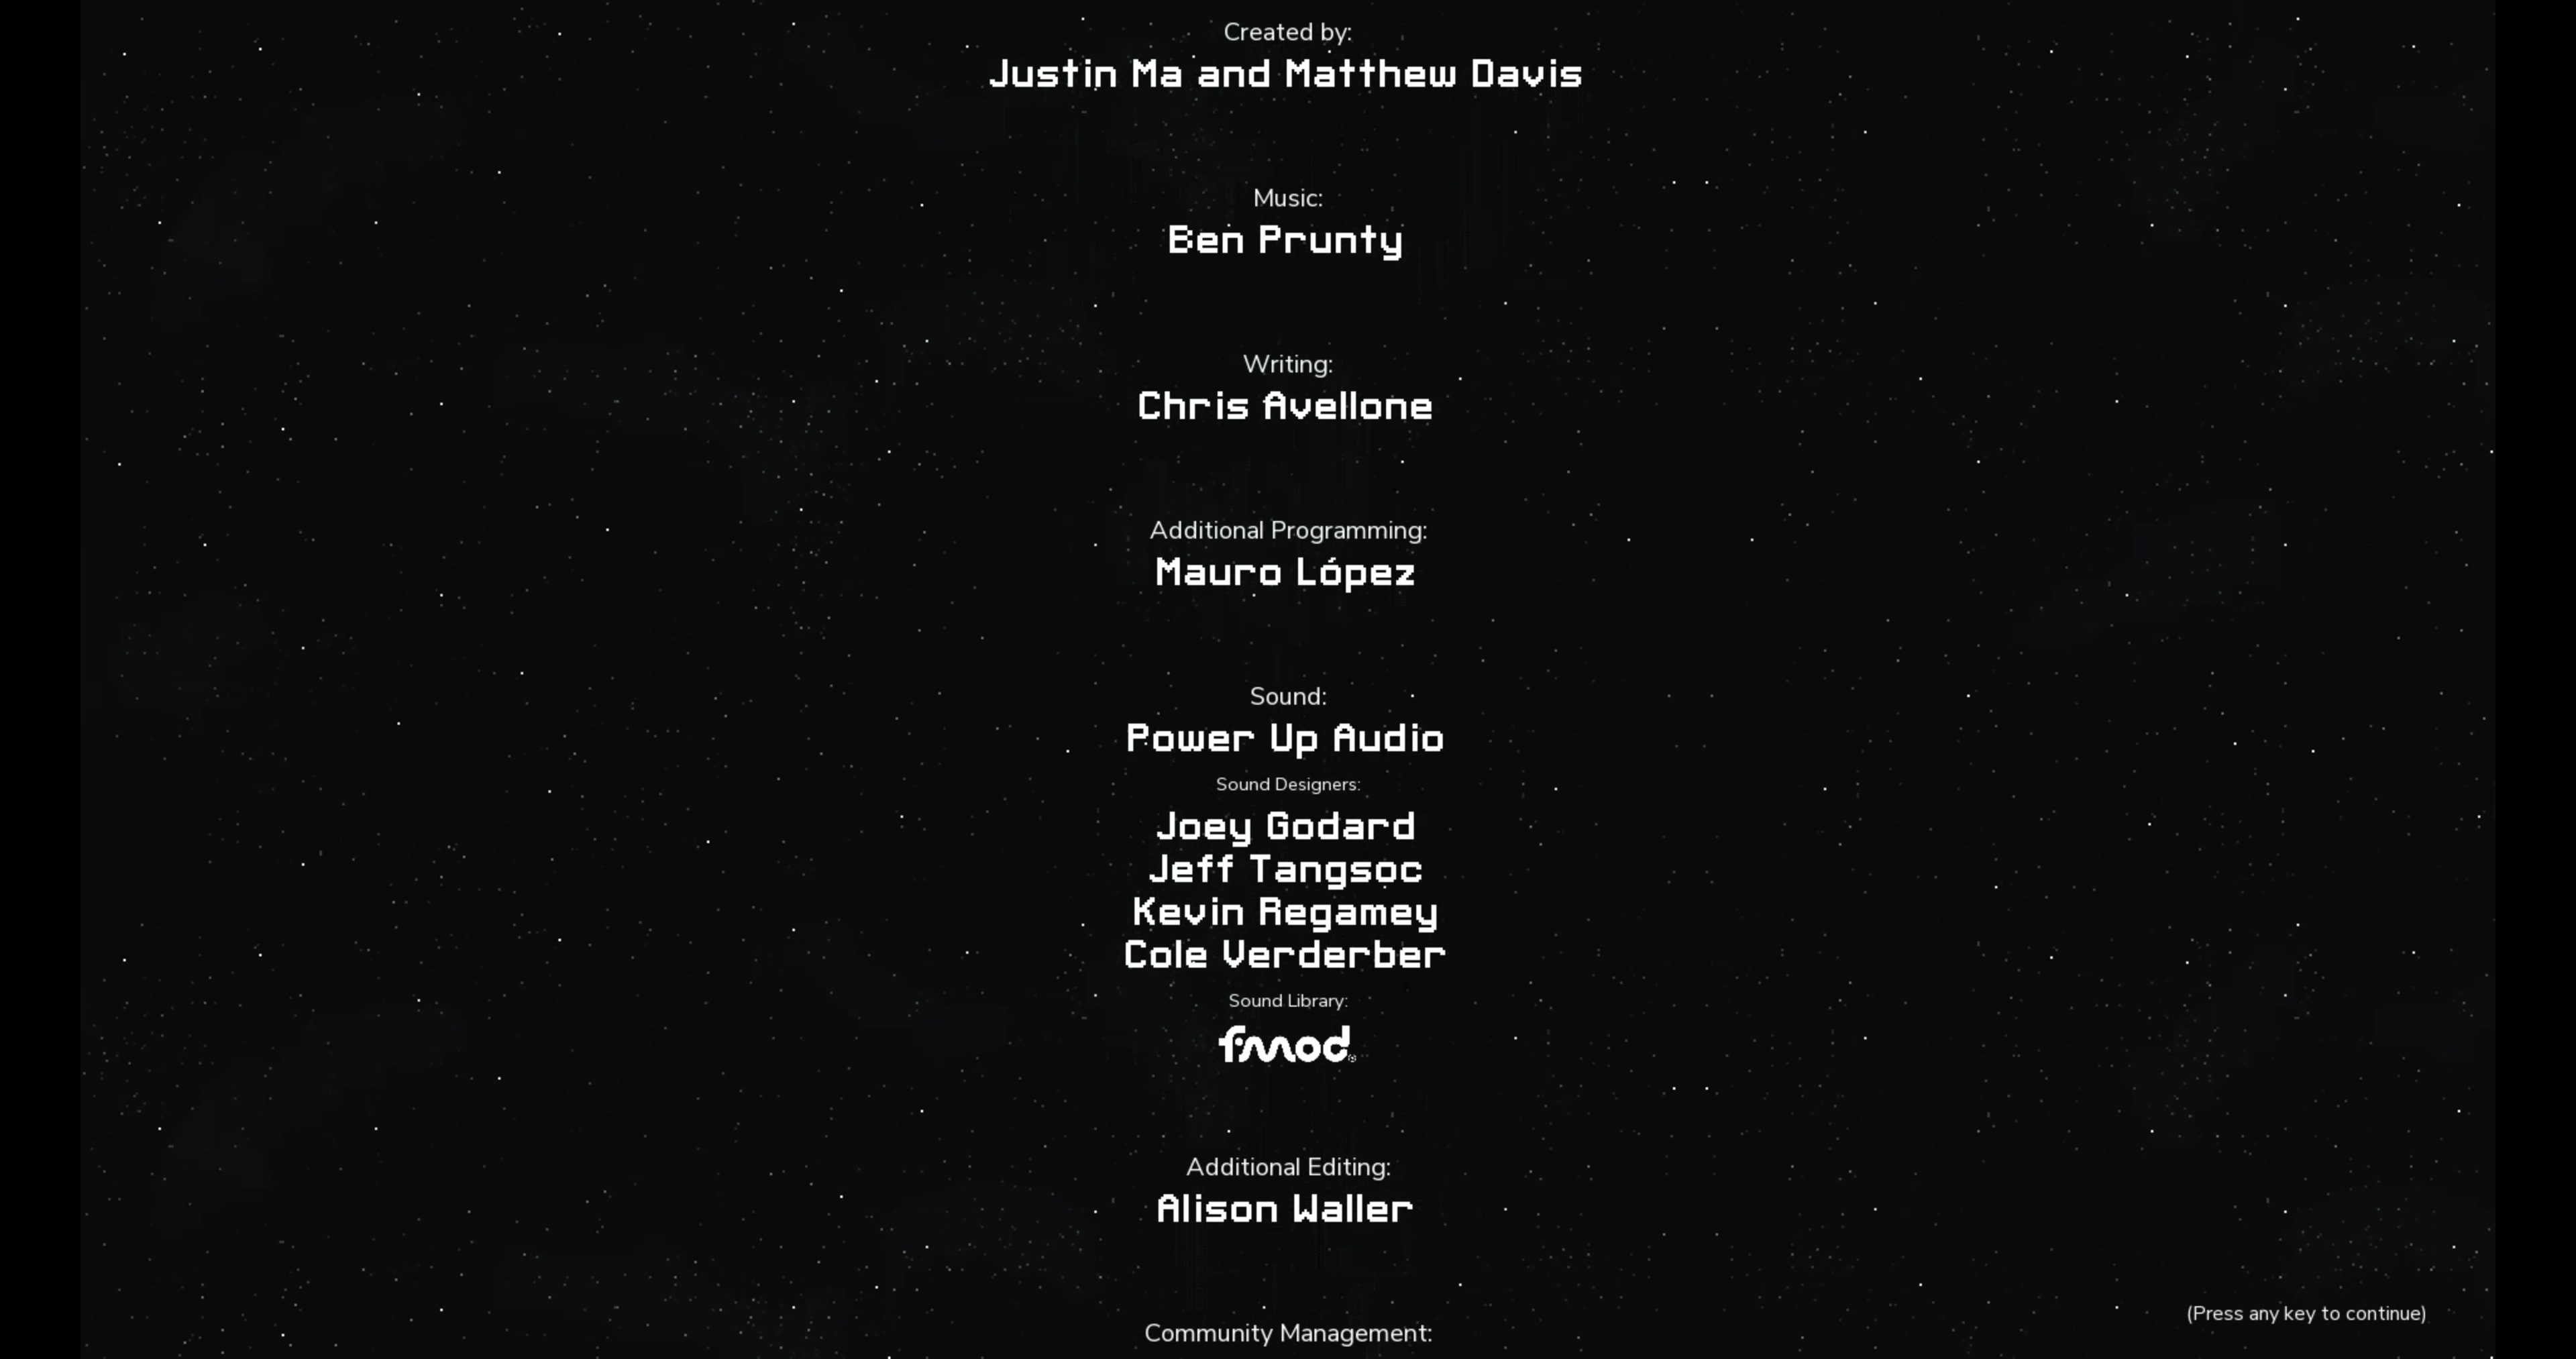 Created by:
Justin Ma and Matthew Davis
Music:
Ben Prunty
Writing:
Chris Avellone
Additional Programming:
Mauro López
Sound:
Power Up Audio
Sound Designers:
Joey Godard
Jeff Tangsoc
Kevin Regamey
Cole Verderber
Sound Library:
fmod®
Additional Editing:
Alison Waller
(Press any key to continue)
Community Management: